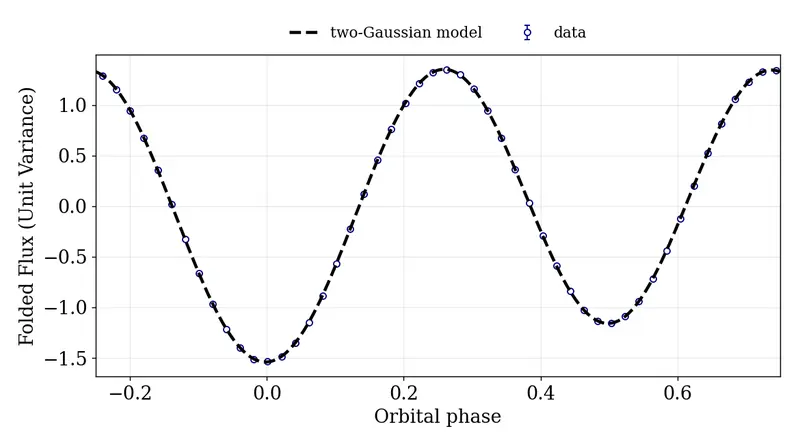 two-Gaussian model
data
Folded Flux (Unit Variance)
1.0
0.5
0.0
−0.5
−1.0
−1.5
−0.2
0.0
0.2
0.4
0.6
Orbital phase